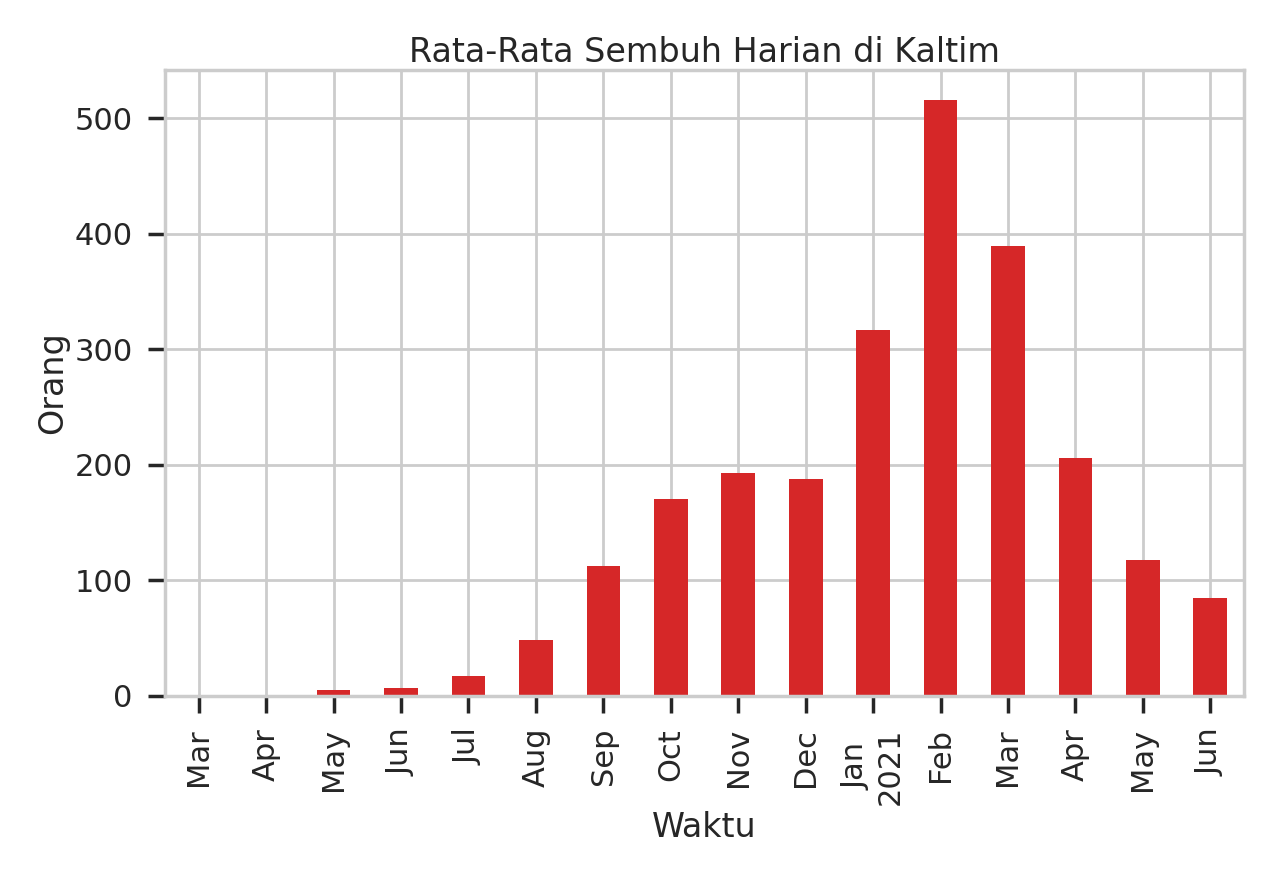 Rata-Rata Sembuh Harian di Kaltim
Orang
500
400
300
200
100
0
Mar
Apr
May
Jun
Jul
Aug
Sep
Oct
Nov
Dec
Jan
2021
Feb
Mar
Apr
May
Jun
Waktu